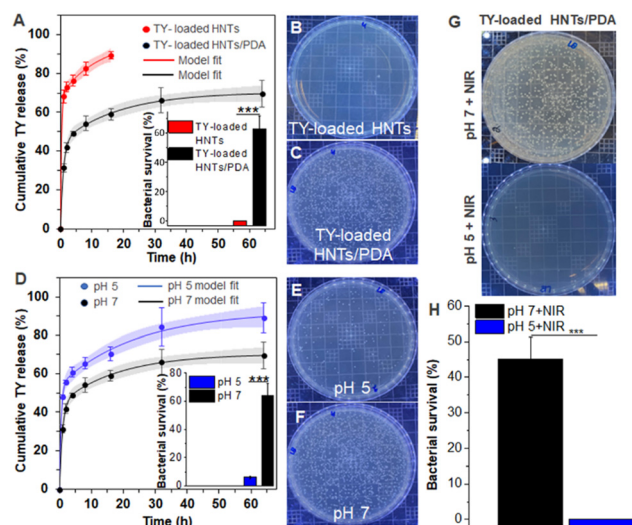 A
TY- loaded HNTs
TY- loaded HNTs/PDA
Model fit
Model fit
Cumulative TY release (%)
100
80
60
40
20
0
0 10 20 30 40 50 60
Time (h)
Bacterial survival (%)
60
40
20
0
TY-loaded
HNTs
TY-loaded
HNTs/PDA
***
B
TY-loaded HNTs
C
TY-loaded
HNTs/PDA
D
pH 5
pH 5 model fit
pH 7
pH 7 model fit
Cumulative TY release (%)
100
80
60
40
20
0
0 10 20 30 40 50 60
Time (h)
Bacterial survival (%)
60
40
20
0
pH 5
pH 7
***
E
pH 5
F
pH 7
G
TY-loaded HNTs/PDA
pH 7 + NIR
pH 5 + NIR
H
pH 7+NIR
pH 5+NIR
***
Bacterial survival (%)
60
50
40
30
20
10
0